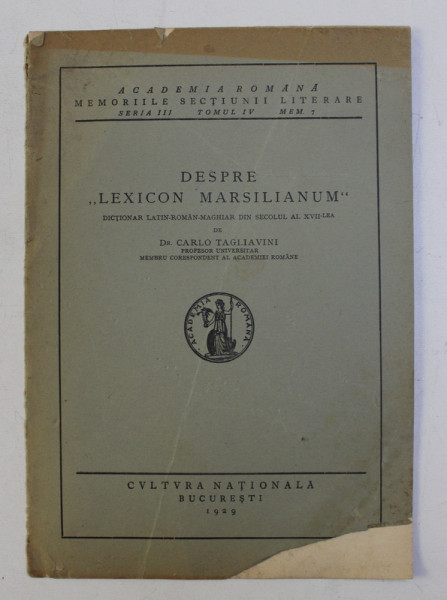 ACADEMIA ROMÂNĂ
MEMORIILE SECȚIUNII LITERARE
SERIA III TOMUL IV MEM. 7
DESPRE
„LEXICON MARSILIANUM“
DICȚIONAR LATIN-ROMÂN-MAGHIAR DIN SECOLUL AL XVII-LEA
DE
DR. CARLO TAGLIAVINI
PROFESOR UNIVERSITAR
MEMBRU CORESPONDENT AL ACADEMIEI ROMÂNE
ACADEMIA ROMANA
CVLTVRA NAȚIONALĂ
BUCUREȘTI
1929